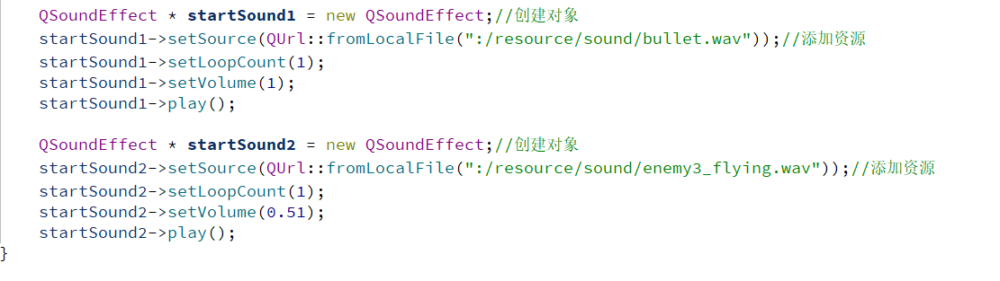 QSoundEffect * startSound1 = new QSoundEffect;//创建对象
startSound1->setSource(QUrl::fromLocalFile(":/resource/sound/bullet.wav"));//添加资源
startSound1->setLoopCount(1);
startSound1->setVolume(1);
startSound1->play();
QSoundEffect * startSound2 = new QSoundEffect;//创建对象
startSound2->setSource(QUrl::fromLocalFile(":/resource/sound/enemy3_flying.wav"));//添加资源
startSound2->setLoopCount(1);
startSound2->setVolume(0.51);
startSound2->play();
}